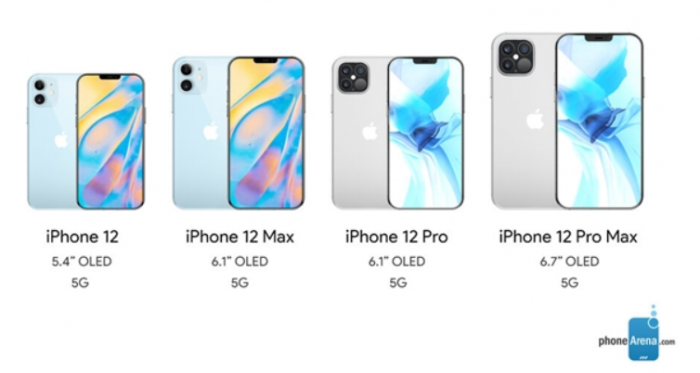 iPhone 12
5.4" OLED
5G
iPhone 12 Max
6.1" OLED
5G
iPhone 12 Pro
6.1" OLED
5G
iPhone 12 Pro Max
6.7" OLED
5G
phoneArena.com